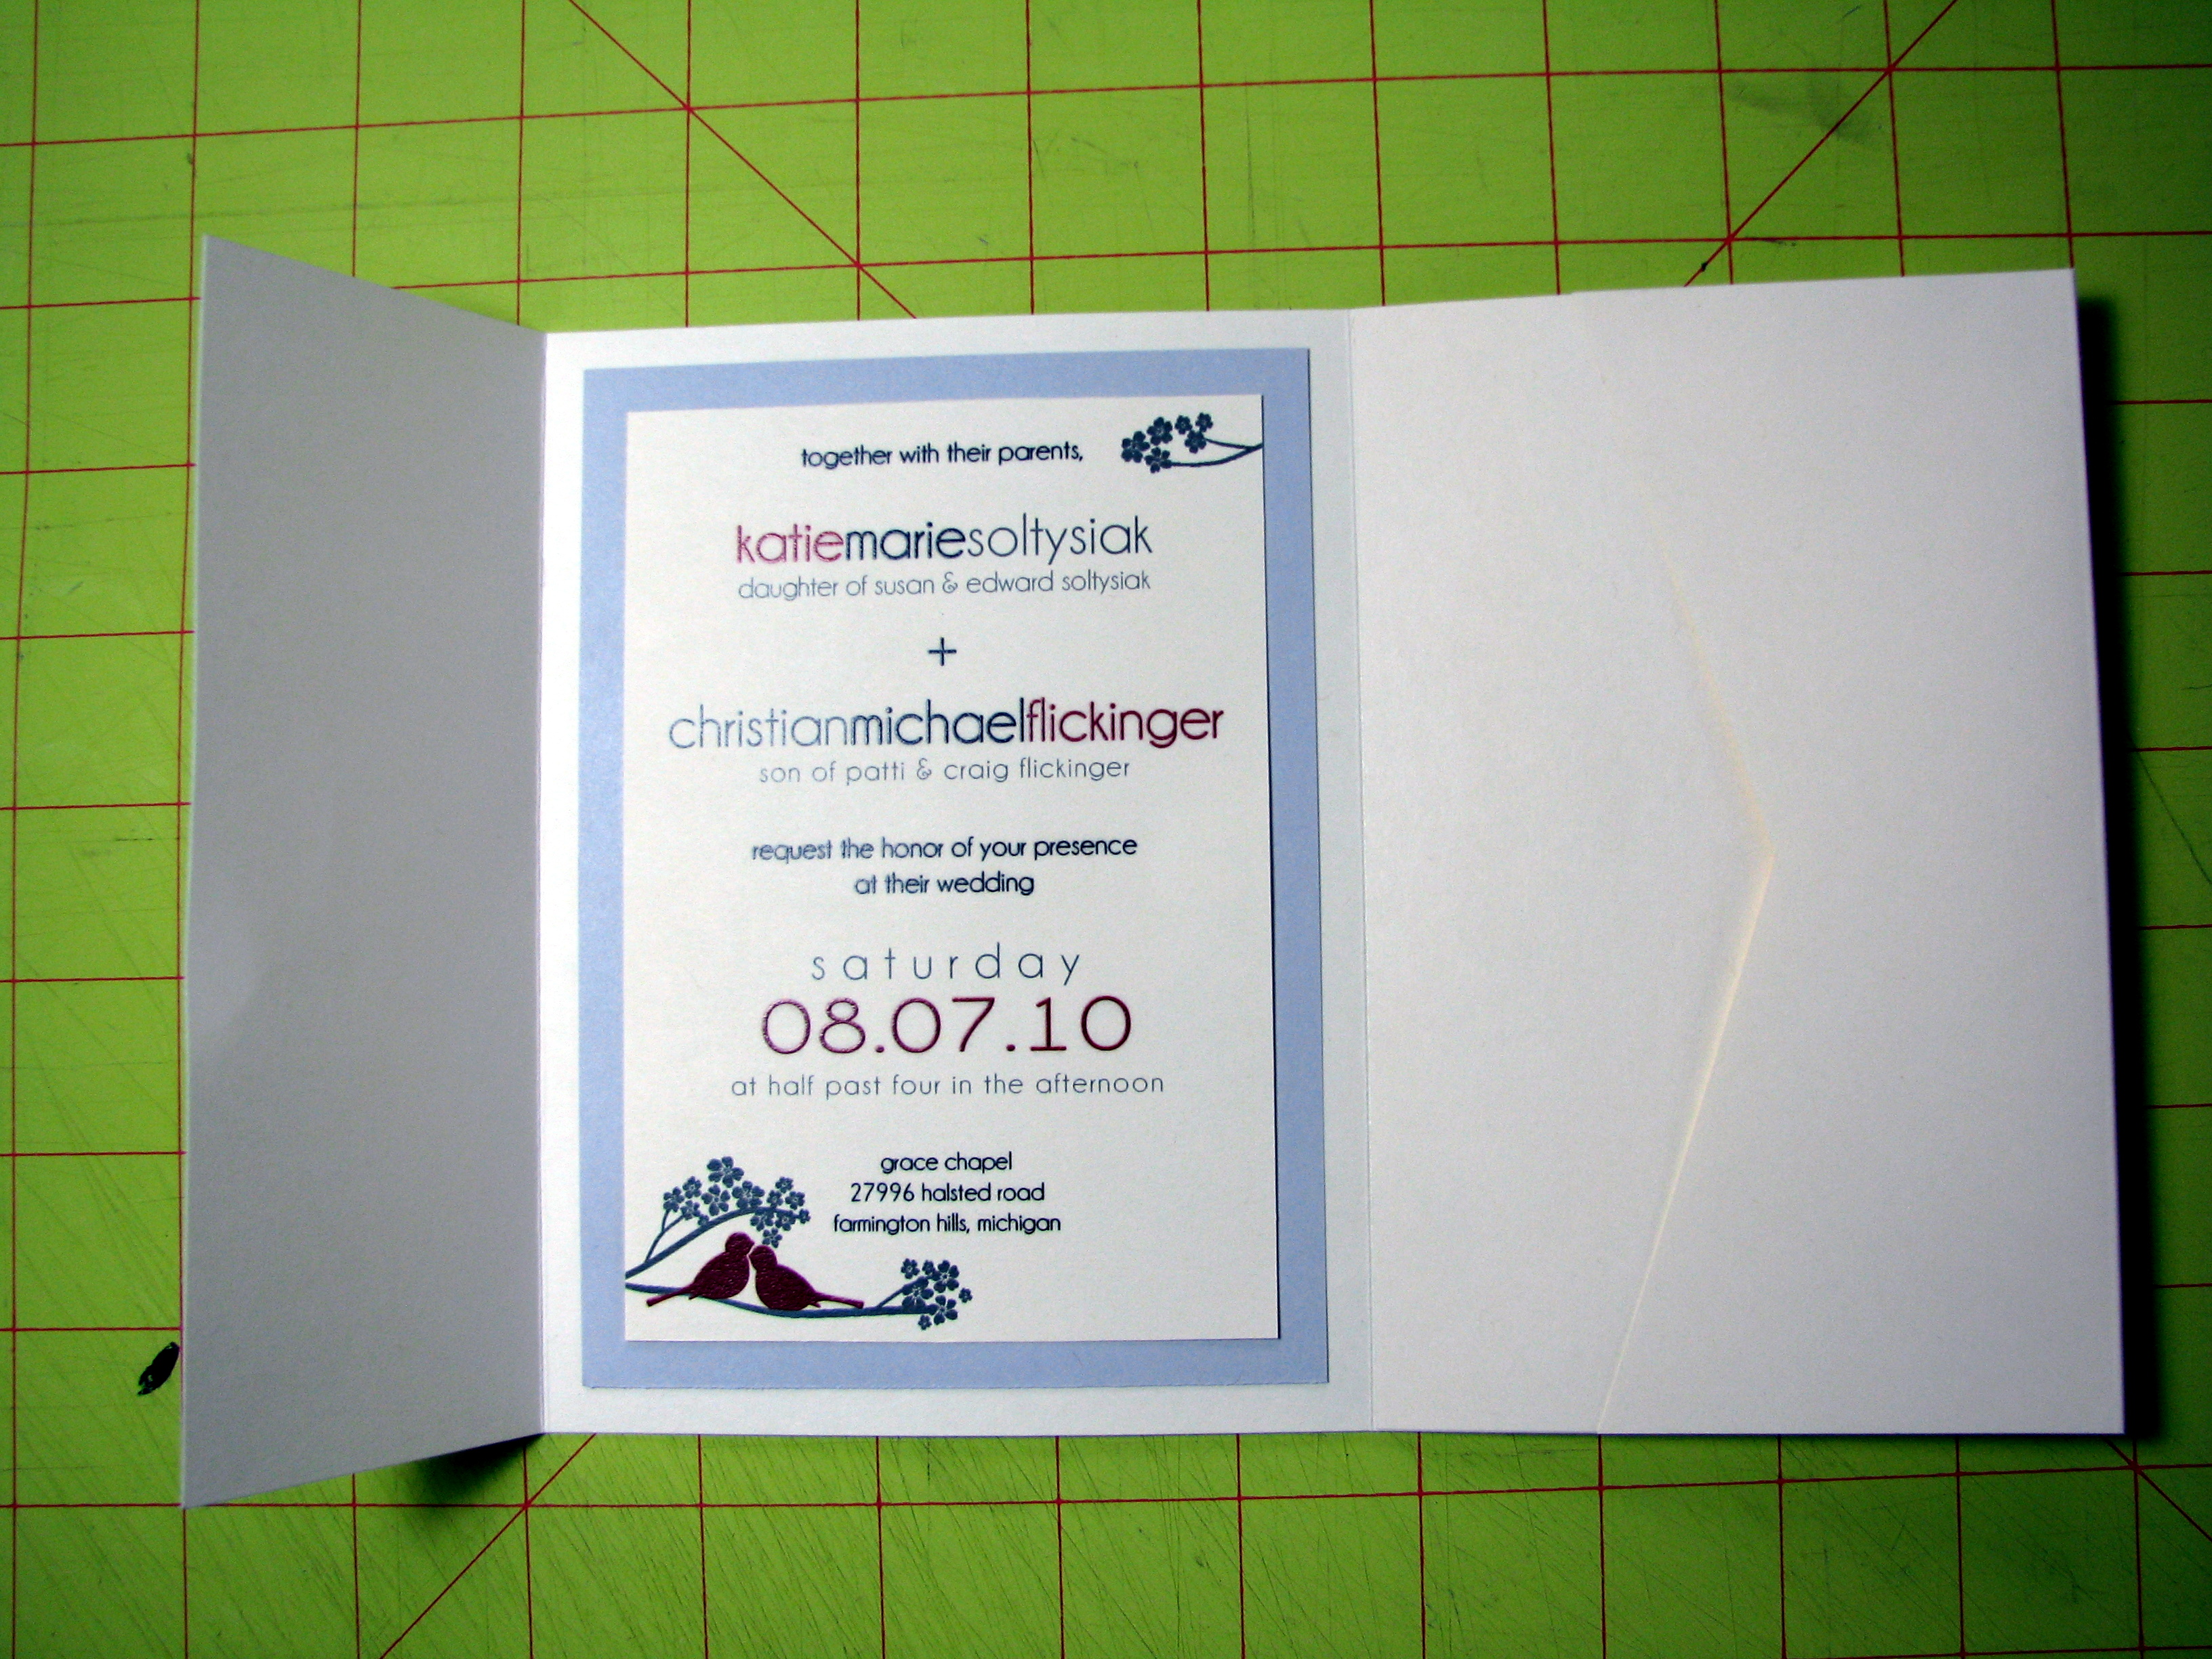 together with their parents,
katiemariesoltysiak
daughter of susan & edward soltysiak
+
christianmichaelflickinger
son of patti & craig flickinger
request the honor of your presence
at their wedding
saturday
08.07.10
at half past four in the afternoon
grace chapel
27996 halsted road
farmington hills, michigan